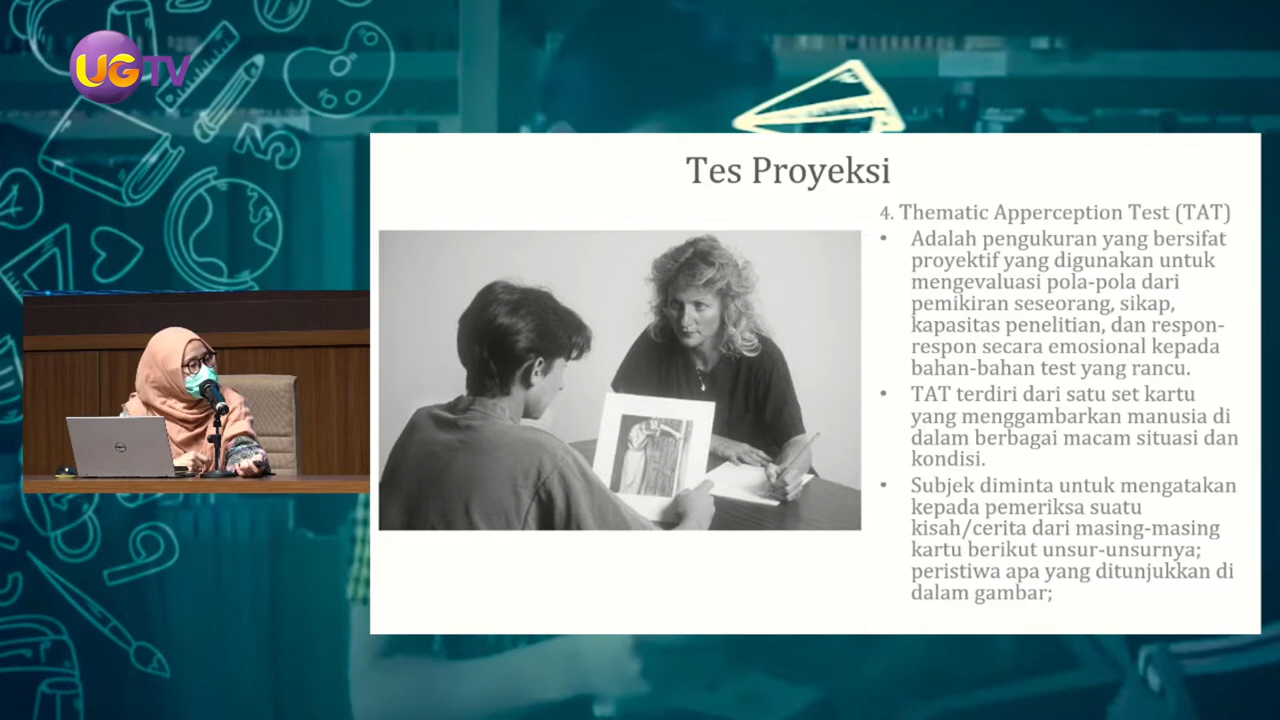 UGTV
Tes Proyeksi
4. Thematic Apperception Test (TAT)
• Adalah pengukuran yang bersifat
proyektif yang digunakan untuk
mengevaluasi pola-pola dari
pemikiran seseorang, sikap,
kapasitas penelitian, dan respon-
respon secara emosional kepada
bahan-bahan test yang rancu.
• TAT terdiri dari satu set kartu
yang menggambarkan manusia di
dalam berbagai macam situasi dan
kondisi.
• Subjek diminta untuk mengatakan
kepada pemeriksa suatu
kisah/cerita dari masing-masing
kartu berikut unsur-unsurnya;
peristiwa apa yang ditunjukkan di
dalam gambar;